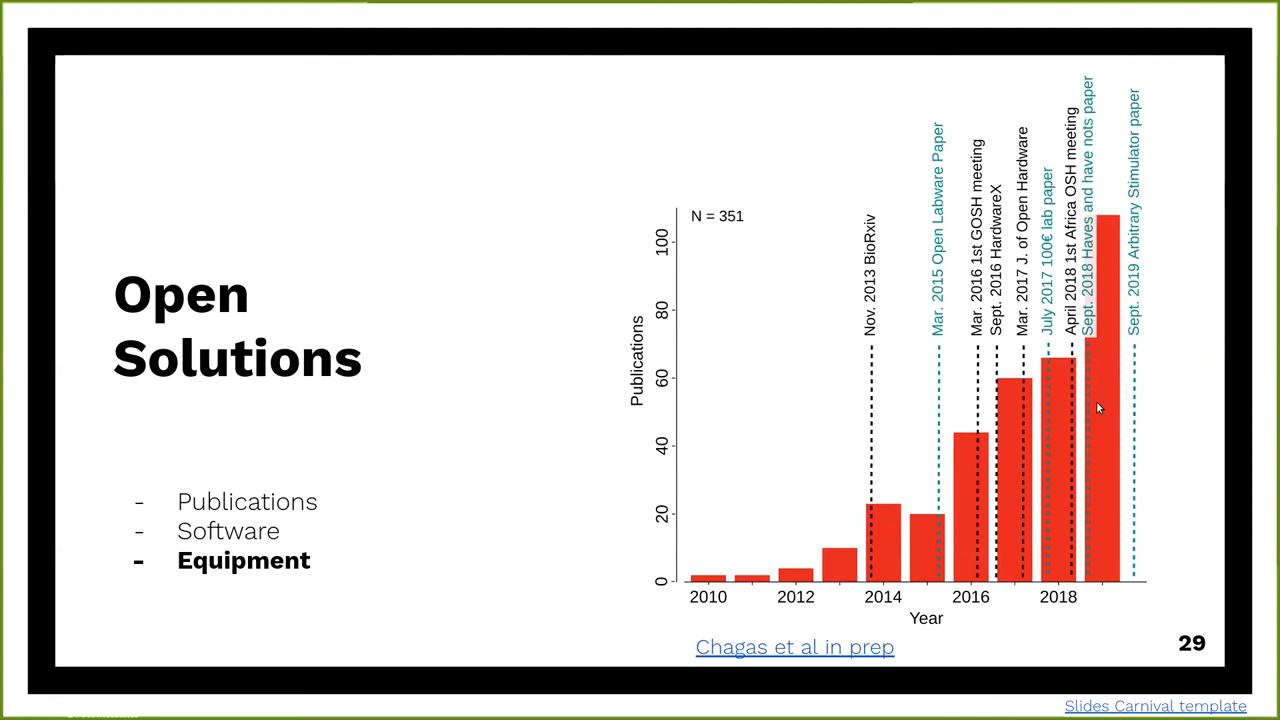 Open
Solutions
- Publications
- Software
- Equipment
N = 351
Publications
0
20
40
60
80
100
Nov. 2013 BioRxiv
Mar. 2015 Open Labware Paper
Mar. 2016 1st GOSH meeting
Sept. 2016 HardwareX
Mar. 2017 J. of Open Hardware
July 2017 100€ lab paper
April 2018 1st Africa OSH meeting
Sept. 2018 Haves and have nots paper
Sept. 2019 Arbitrary Stimulator paper
2010 2012 2014 2016 2018
Year
Chagas et al in prep
29
Slides Carnival template